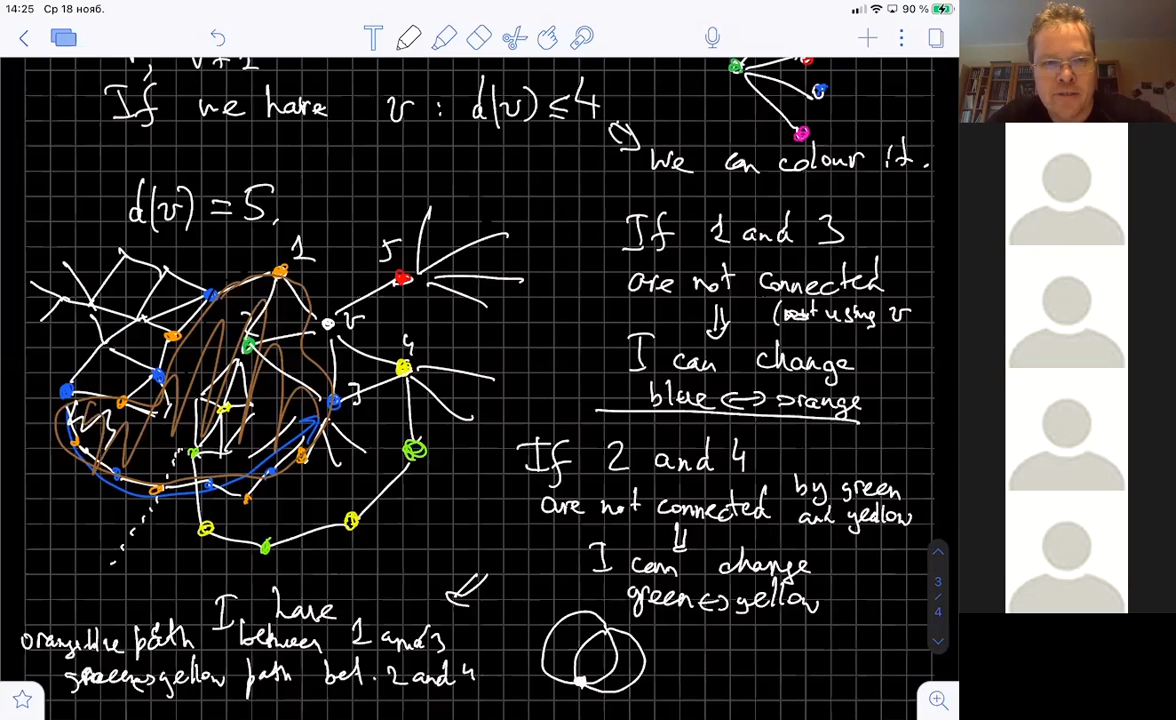 14:25 Ср 18 нояб.
90 %
If we have v : d(v) ≤ 4
We can colour it.
d(v) = 5.
1
5
2
v
4
3
If 1 and 3
are not connected
(not using v
⇓
I can change
blue ⟷ orange
If 2 and 4
are not connected by green and yellow
⇓
I can change
green ⟷ yellow
I have
path between 1 and 3
green yellow path bet. 2 and 4
3 / 4